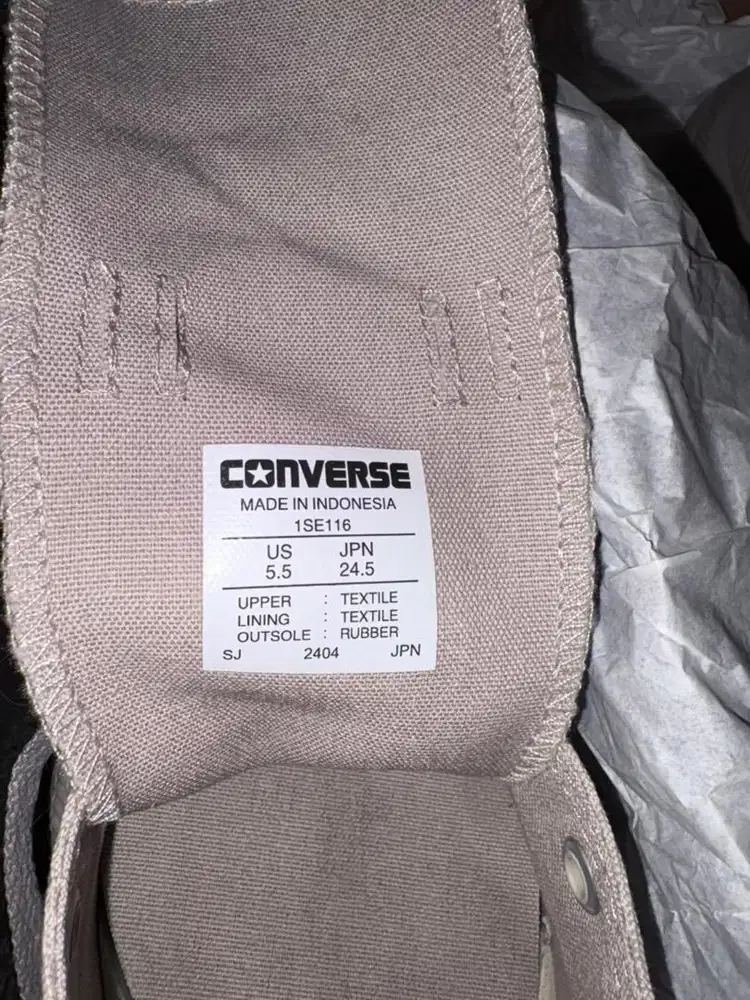 CONVERSE
MADE IN INDONESIA
1SE116
US JPN
5.5 24.5
UPPER : TEXTILE
LINING : TEXTILE
OUTSOLE : RUBBER
SJ 2404 JPN